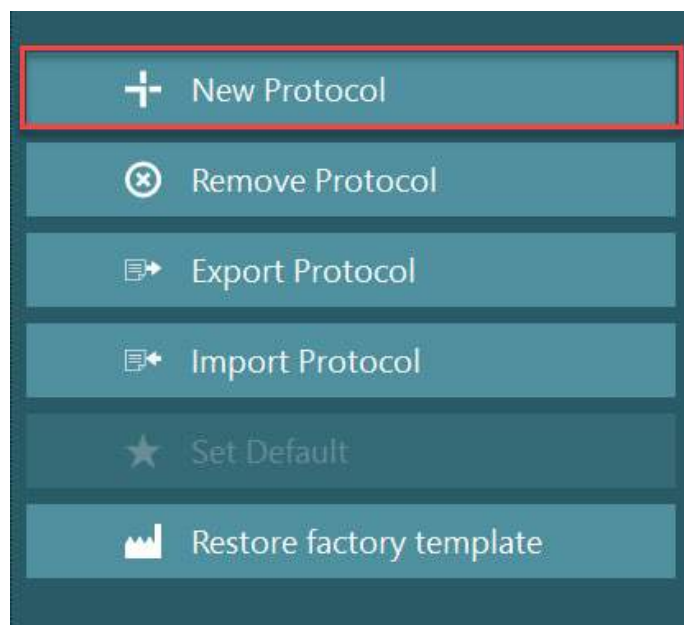 New Protocol
Remove Protocol
Export Protocol
Import Protocol
Set Default
Restore factory template